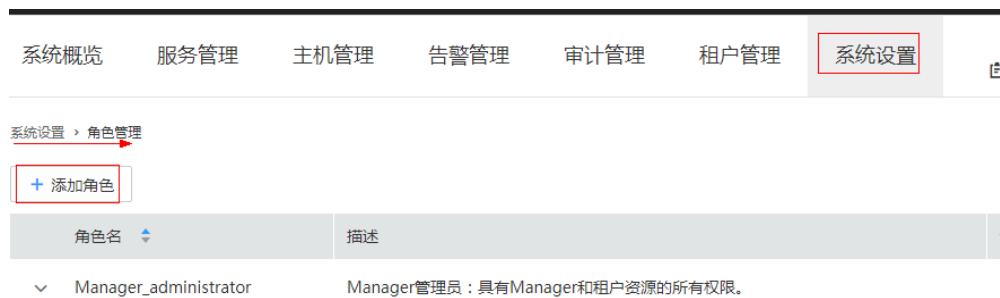 系统概览 服务管理 主机管理 告警管理 审计管理 租户管理 系统设置
系统设置 > 角色管理
+ 添加角色
角色名 描述
Manager_administrator Manager管理员：具有Manager和租户资源的所有权限。